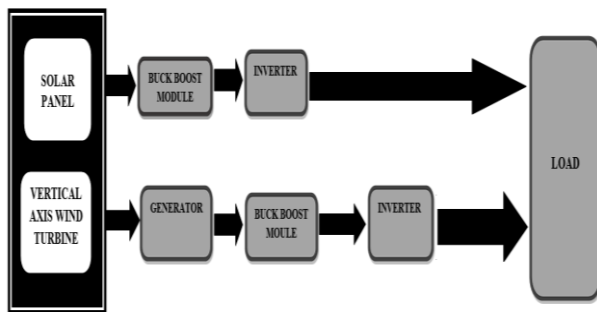 SOLAR
PANEL
BUCK BOOST
MODULE
INVERTER
VERTICAL
AXIS WIND
TURBINE
GENERATOR
BUCK BOOST
MOULE
INVERTER
LOAD